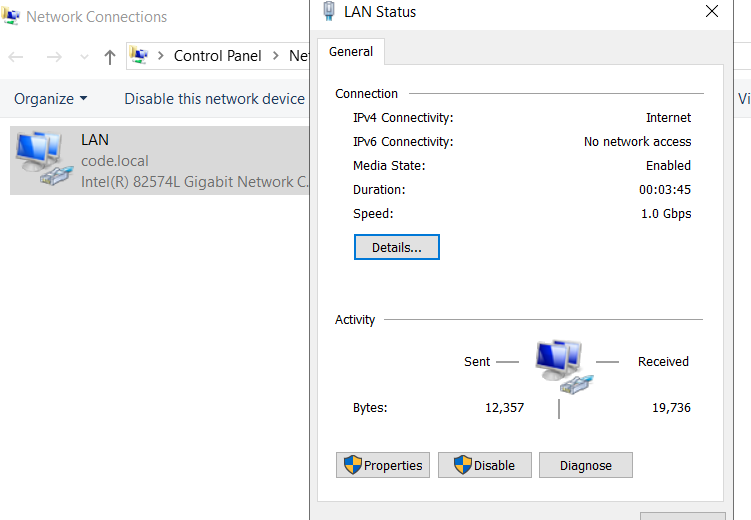 Network Connections
Control Panel
Organize
Disable this network device
LAN
code.local
Intel(R) 82574L Gigabit Network C...
LAN Status
General
Connection
IPv4 Connectivity: Internet
IPv6 Connectivity: No network access
Media State: Enabled
Duration: 00:03:45
Speed: 1.0 Gbps
Details...
Activity
Sent
Received
Bytes: 12,357 19,736
Properties
Disable
Diagnose